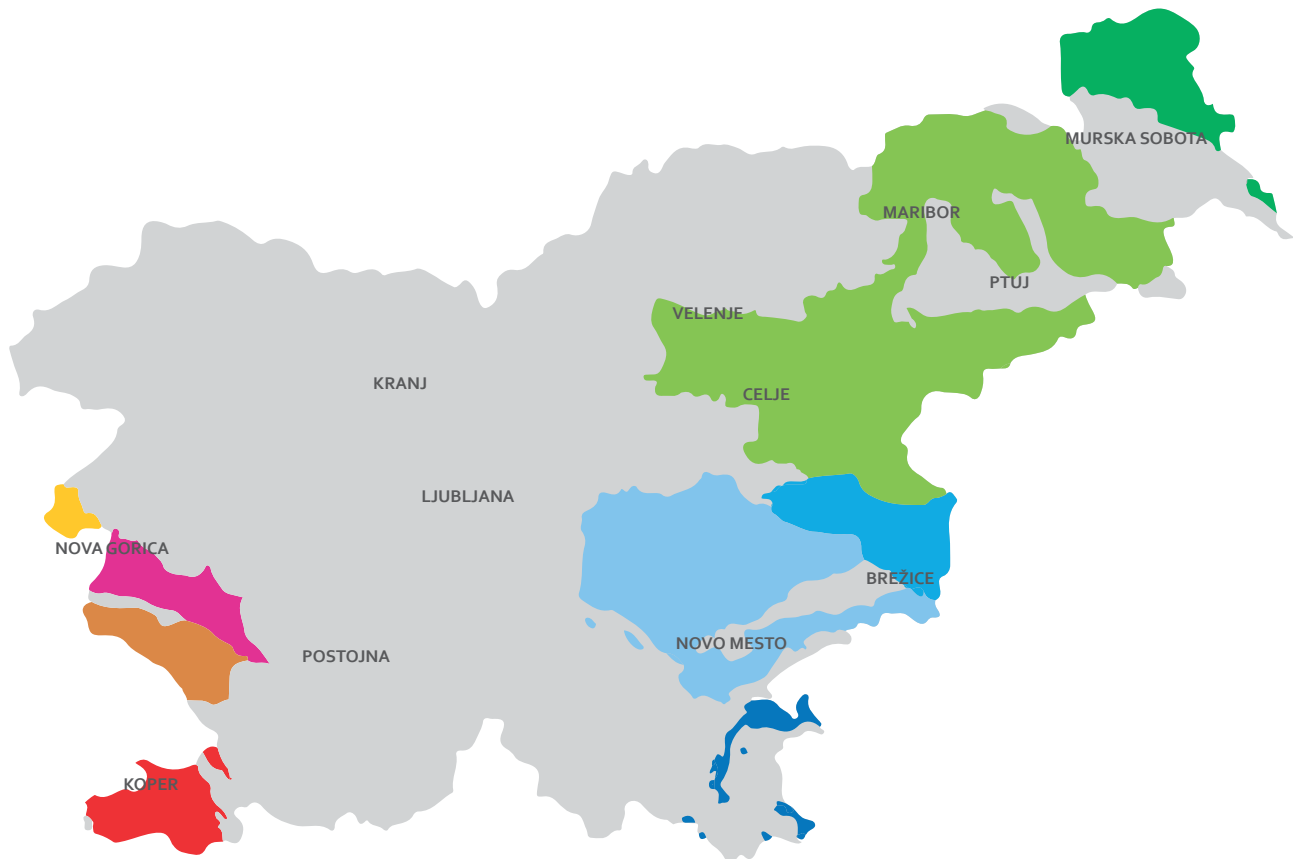 MURSKA SOBOTA
MARIBOR
PTUJ
VELENJE
KRANJ
CELJE
LJUBLJANA
NOVA GORICA
BREŽICE
NOVO MESTO
POSTOJNA
KOPER